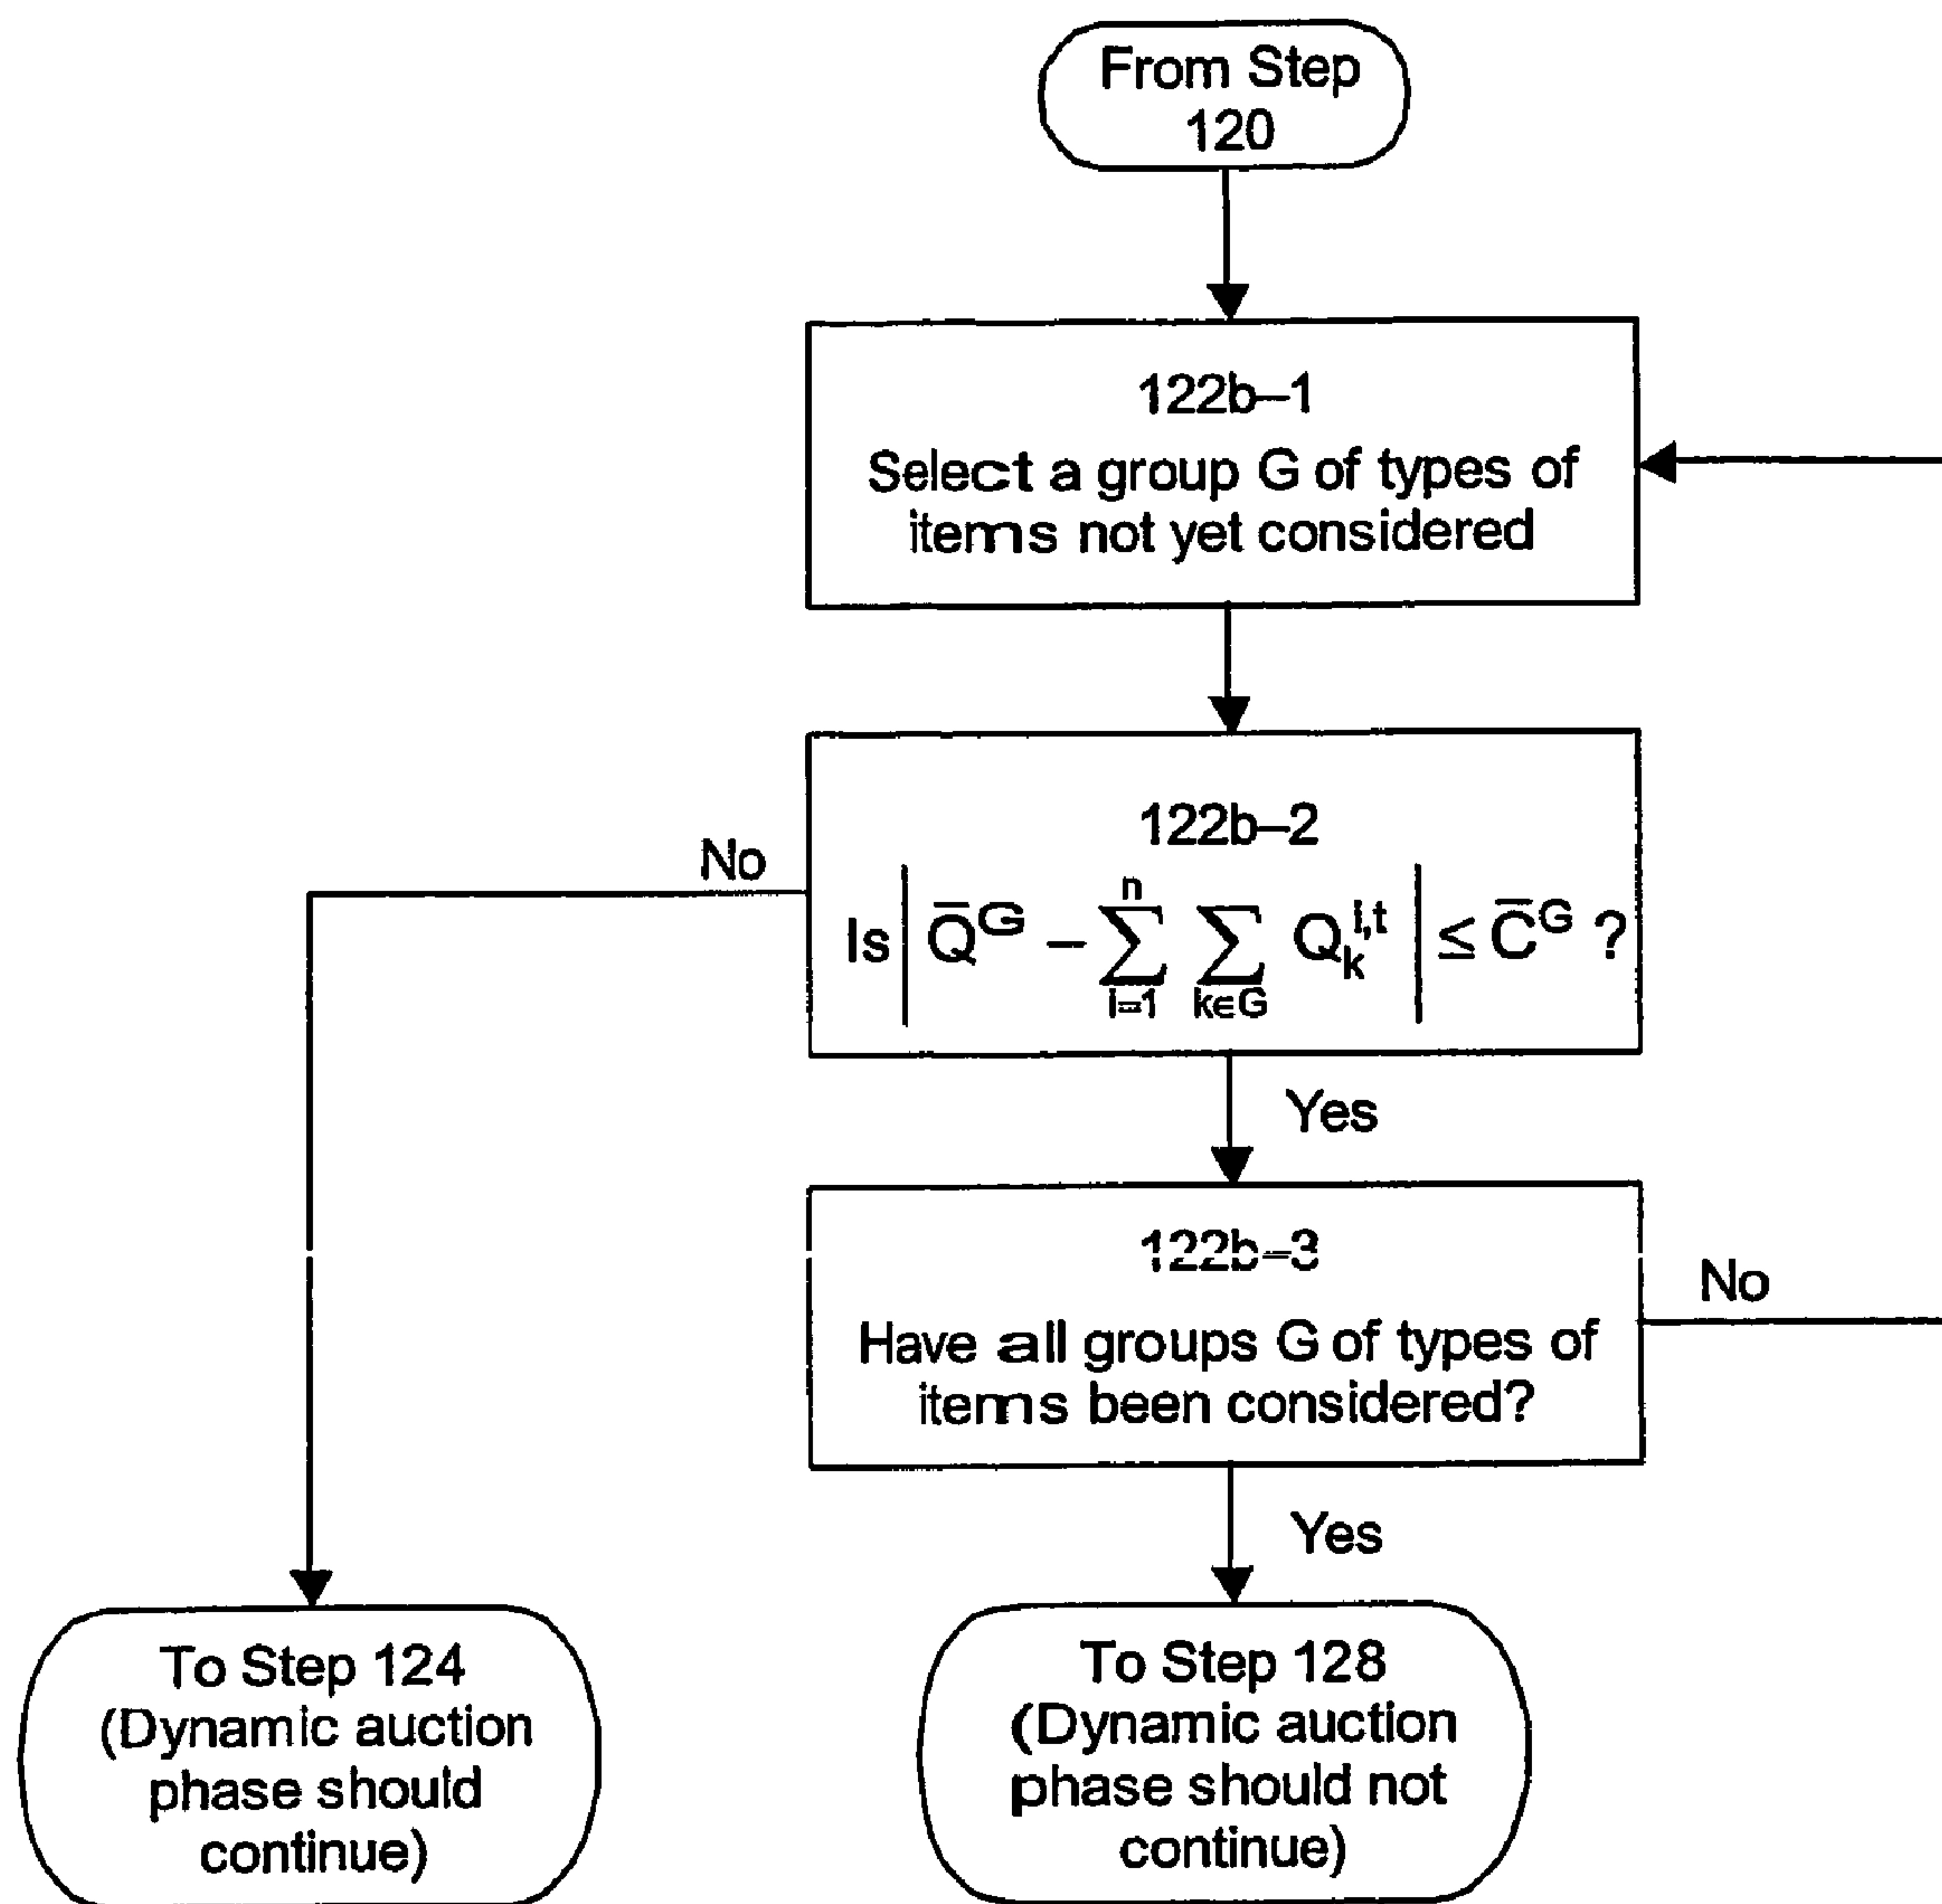 From Step
120
122b–1
Select a group G of types of
items not yet considered
122b–2
No
Is | Q̅^G – ∑_{i=1}^{n} ∑_{k∈G} Q_k^{i,t} | ≤ C̅^G ?
Yes
122b–3
Have all groups G of types of
items been considered?
No
Yes
To Step 124
(Dynamic auction
phase should
continue)
To Step 128
(Dynamic auction
phase should not
continue)